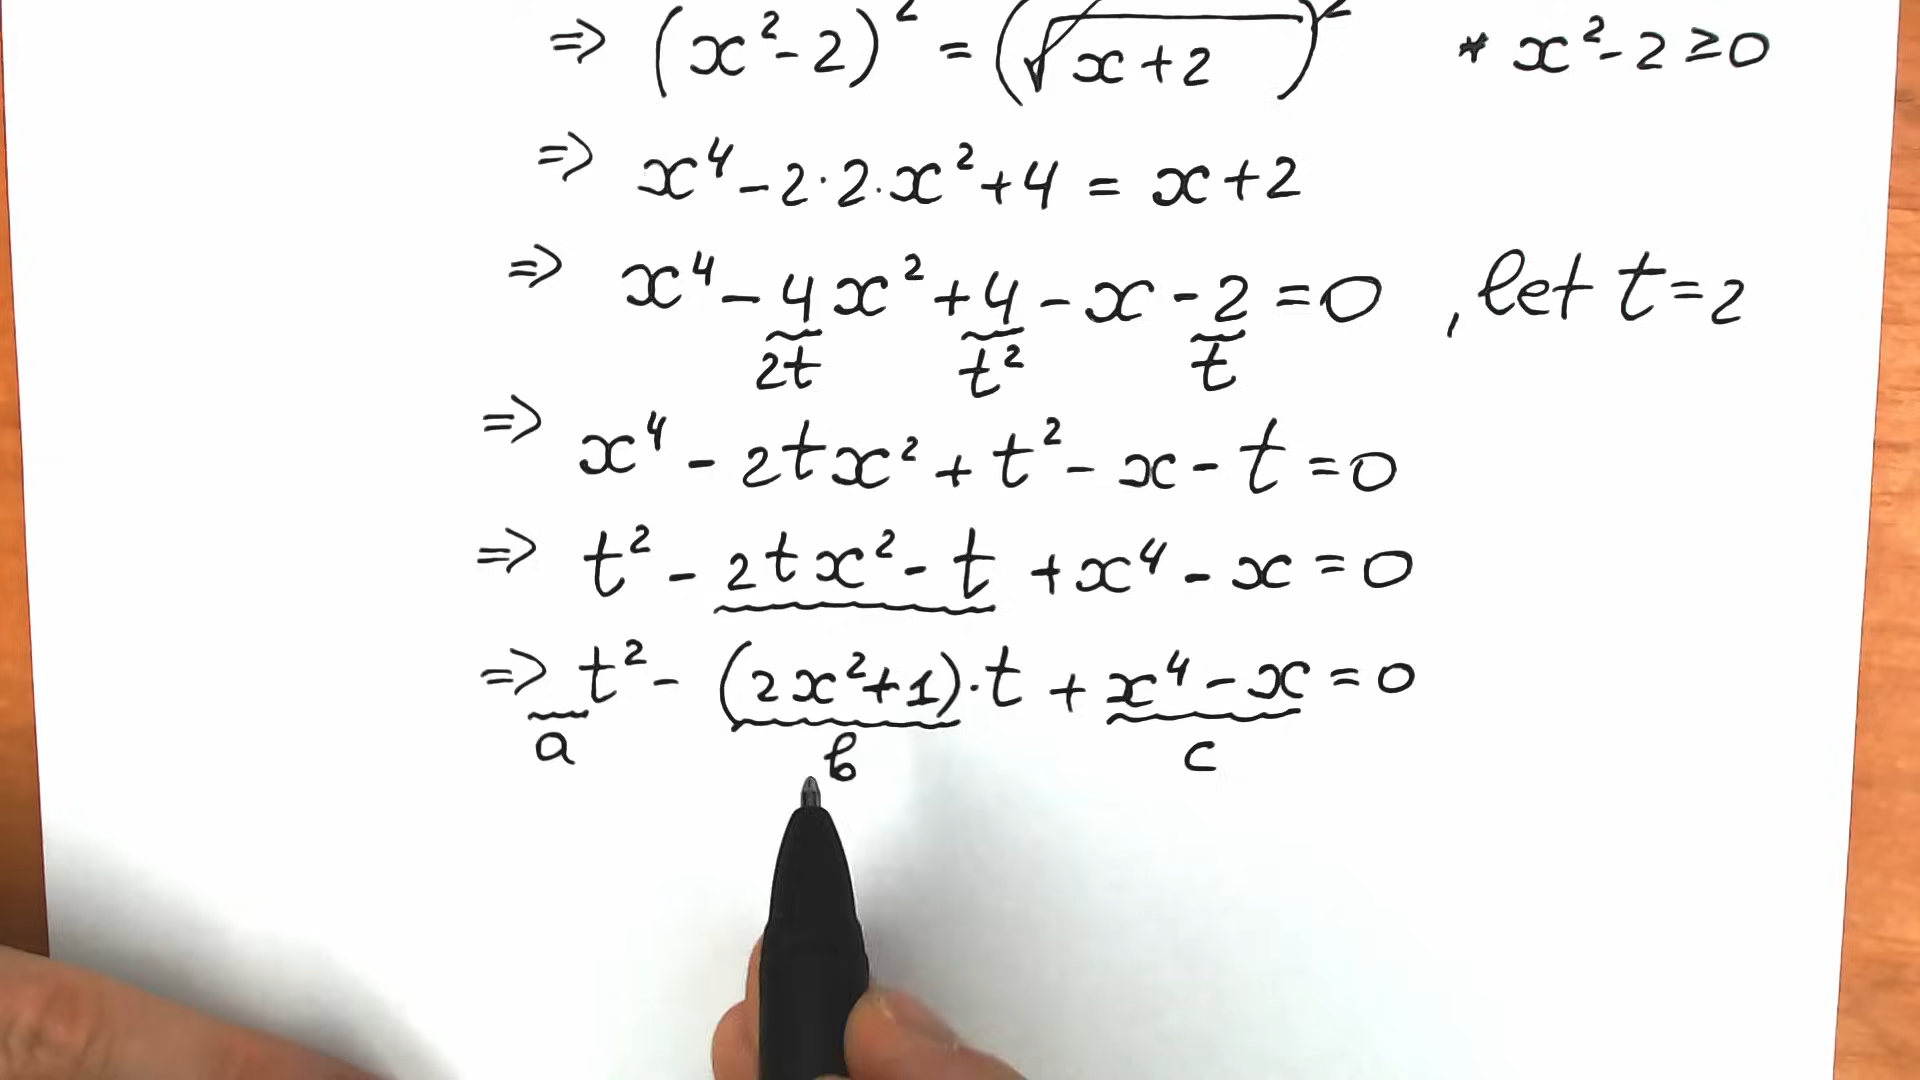 => (x²-2)² = (√x+2)² * x²-2≥0
=> x⁴-2·2·x²+4 = x+2
=> x⁴-4x²+4-x-2=0 , let t=2
2t t² t
=> x⁴-2tx²+t²-x-t=0
=> t²-2tx²-t+x⁴-x=0
=> t²-(2x²+1)·t+x⁴-x=0
a b c